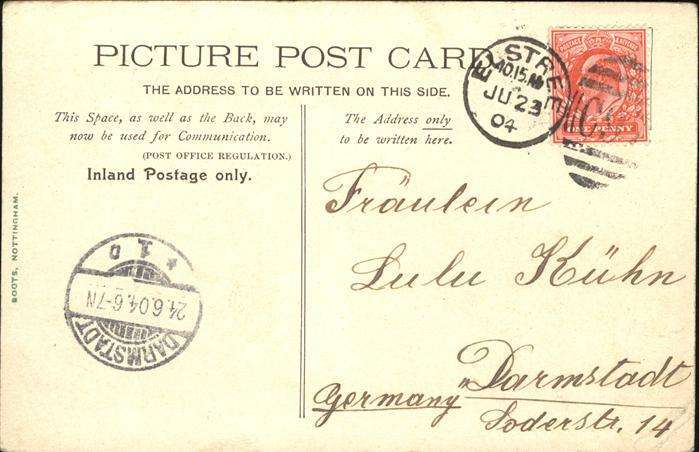 PICTURE POST CARD
THE ADDRESS TO BE WRITTEN ON THIS SIDE.
This Space, as well as the Back, may
now be used for Communication.
(POST OFFICE REGULATION.)
Inland Postage only.
The Address only
to be written here.
JU 23
04
ONE PENNY
Fräulein
Lulu Kühn
Darmstadt
Germany
Soderstr. 14
DARMSTADT
24.6.04.6-7N
* 1 a
BOOTS, NOTTINGHAM.